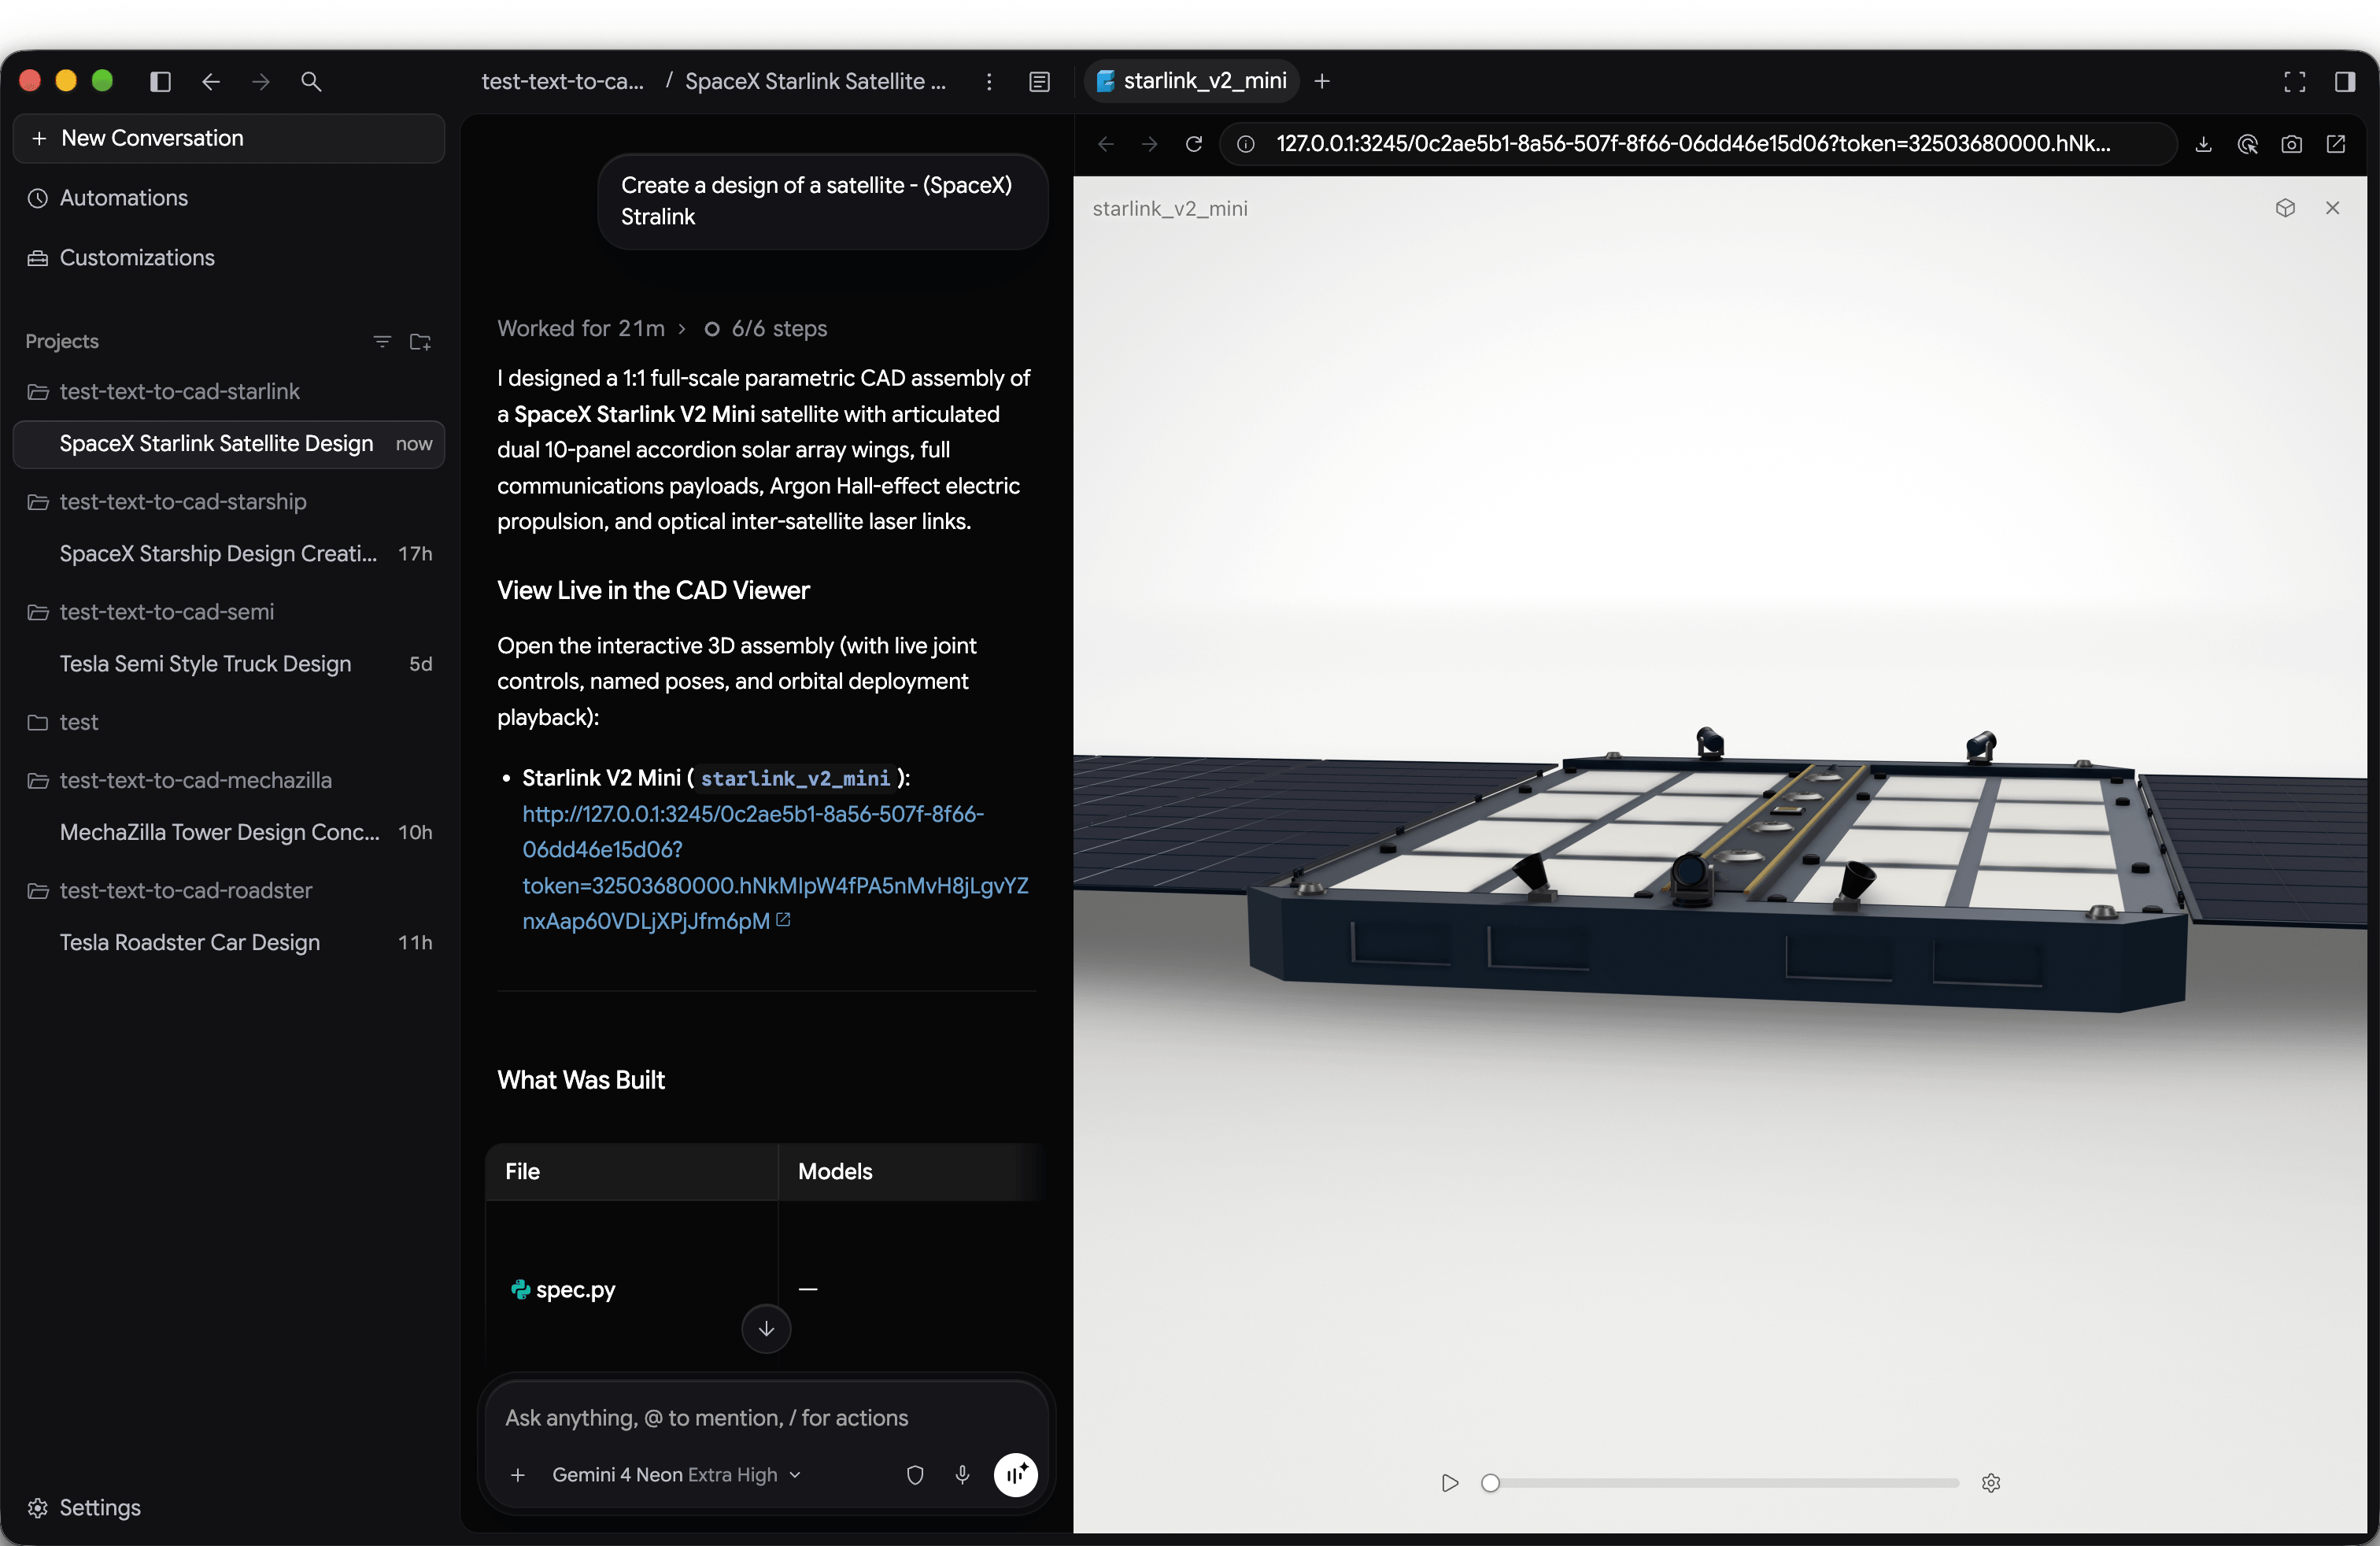 test-text-to-ca... / SpaceX Starlink Satellite ...
starlink_v2_mini
New Conversation
Automations
Customizations
Projects
test-text-to-cad-starlink
SpaceX Starlink Satellite Design now
test-text-to-cad-starship
SpaceX Starship Design Creati... 17h
test-text-to-cad-semi
Tesla Semi Style Truck Design 5d
test
test-text-to-cad-mechazilla
MechaZilla Tower Design Conc... 10h
test-text-to-cad-roadster
Tesla Roadster Car Design 11h
Settings
Create a design of a satellite - (SpaceX)
Stralink
Worked for 21m > 6/6 steps
I designed a 1:1 full-scale parametric CAD assembly of
a SpaceX Starlink V2 Mini satellite with articulated
dual 10-panel accordion solar array wings, full
communications payloads, Argon Hall-effect electric
propulsion, and optical inter-satellite laser links.
View Live in the CAD Viewer
Open the interactive 3D assembly (with live joint
controls, named poses, and orbital deployment
playback):
• Starlink V2 Mini ( starlink_v2_mini ):
http://127.0.0.1:3245/0c2ae5b1-8a56-507f-8f66-
06dd46e15d06?
token=32503680000.hNkMIpW4fPA5nMvH8jLgvYZ
nxAap60VDLjXPjJfm6pM
What Was Built
File Models
spec.py —
Ask anything, @ to mention, / for actions
Gemini 4 Neon Extra High
127.0.0.1:3245/0c2ae5b1-8a56-507f-8f66-06dd46e15d06?token=32503680000.hNk...
starlink_v2_mini